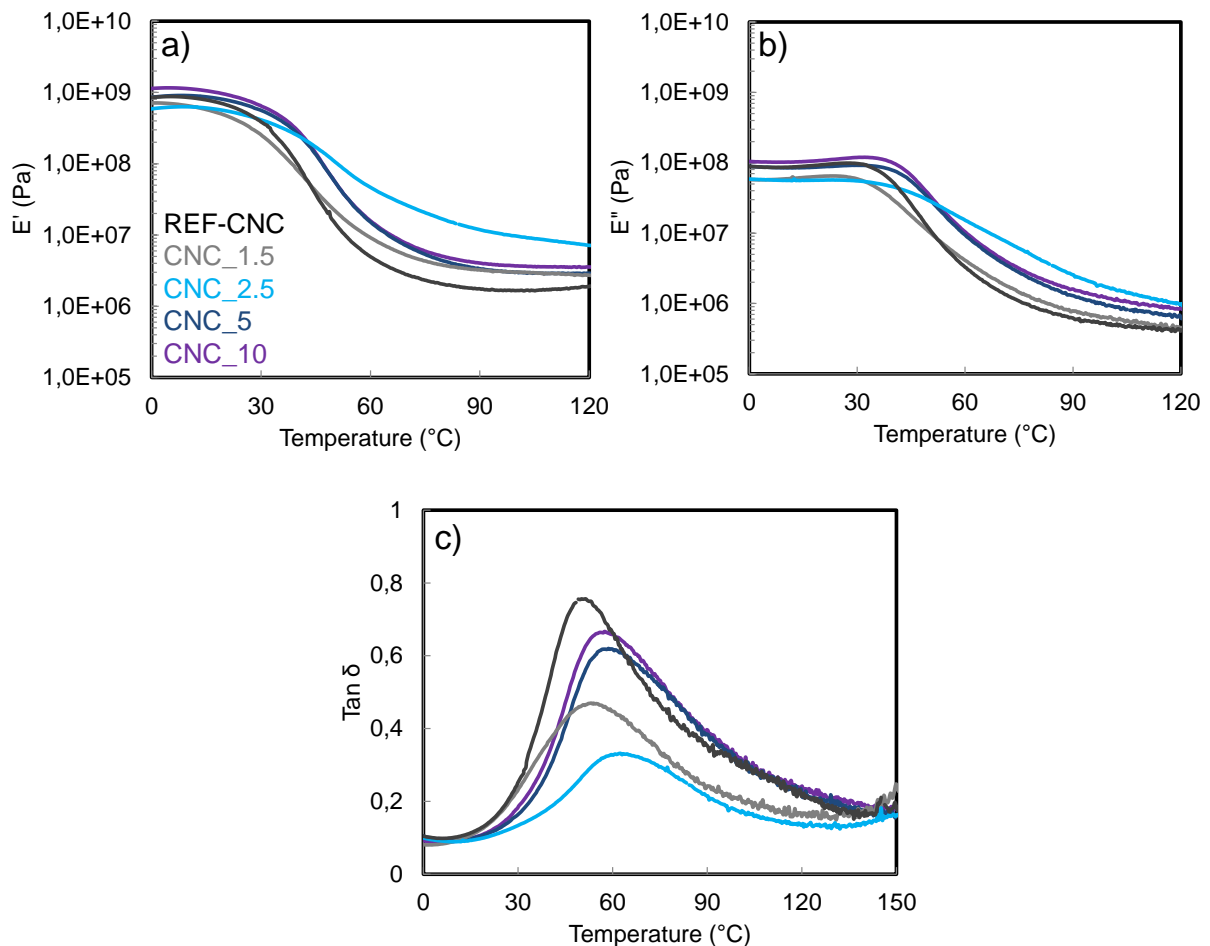 a)
1,0E+10
1,0E+09
1,0E+08
1,0E+07
1,0E+06
1,0E+05
E' (Pa)
REF-CNC
CNC_1.5
CNC_2.5
CNC_5
CNC_10
0 30 60 90 120
Temperature (°C)
b)
1,0E+10
1,0E+09
1,0E+08
1,0E+07
1,0E+06
1,0E+05
E" (Pa)
0 30 60 90 120
Temperature (°C)
c)
1
0,8
0,6
0,4
0,2
0
Tan δ
0 30 60 90 120 150
Temperature (°C)